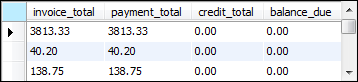 invoice_total payment_total credit_total balance_due
3813.33 3813.33 0.00 0.00
40.20 40.20 0.00 0.00
138.75 138.75 0.00 0.00